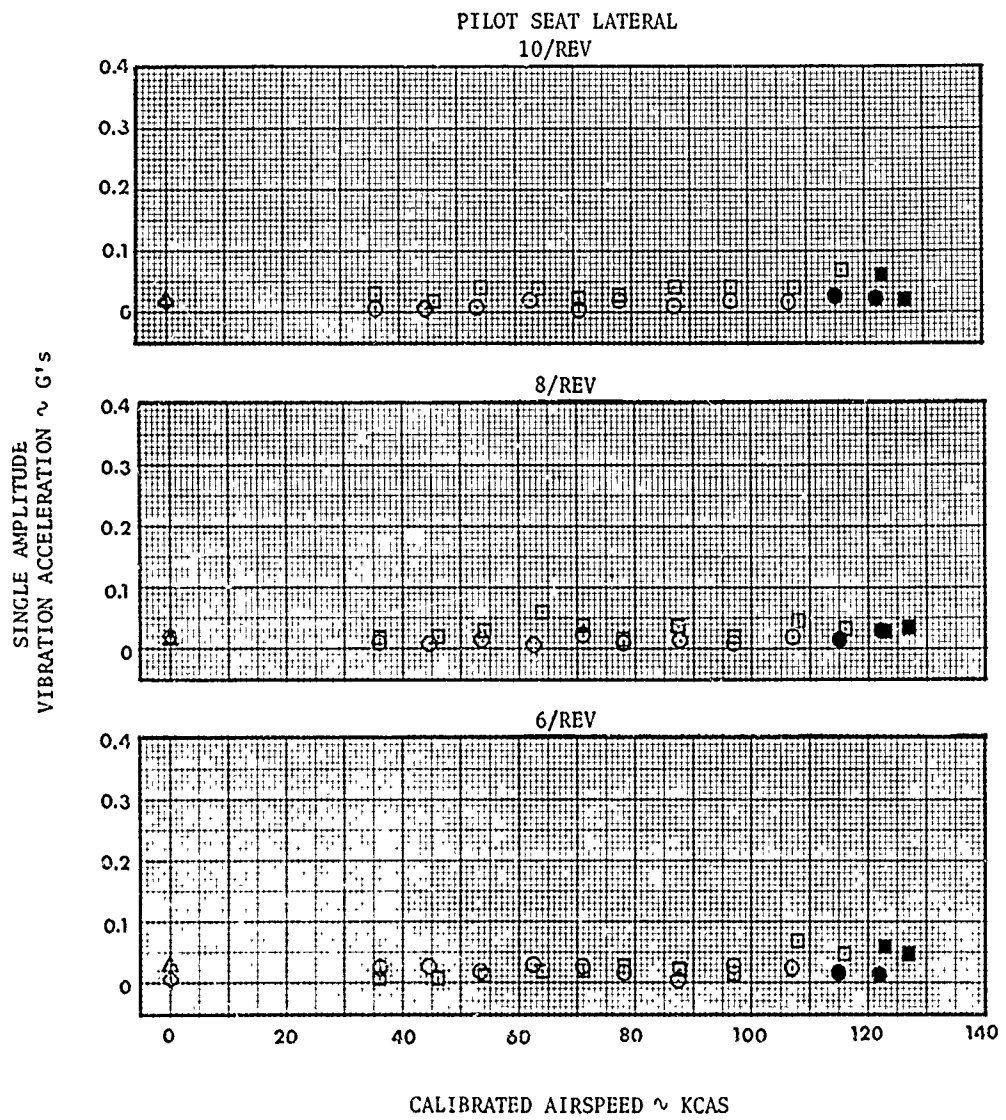 PILOT SEAT LATERAL
10/REV
0.4
0.3
0.2
0.1
0
8/REV
0.4
0.3
0.2
0.1
0
6/REV
0.4
0.3
0.2
0.1
0
0 20 40 60 80 100 120 140
SINGLE AMPLITUDE
VIBRATION ACCELERATION ~ G's
CALIBRATED AIRSPEED ~ KCAS